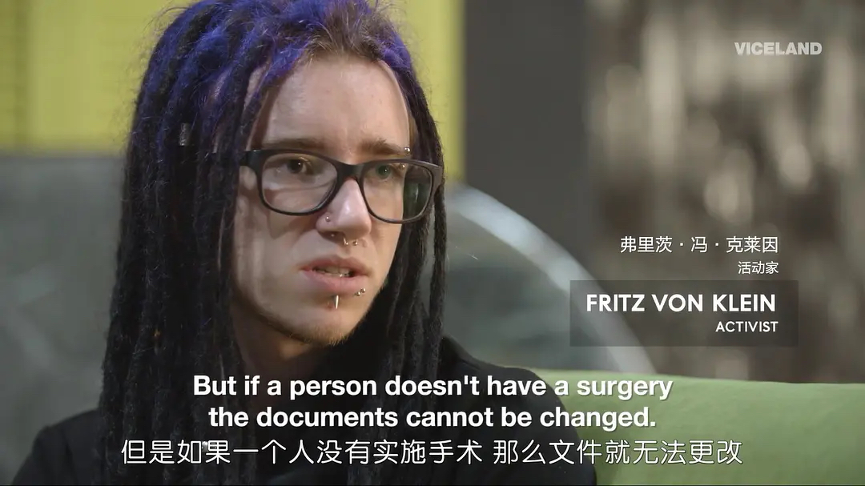 VICELAND
弗里茨·冯·克莱因
活动家
FRITZ VON KLEIN
ACTIVIST
But if a person doesn't have a surgery
the documents cannot be changed.
但是如果一个人没有实施手术 那么文件就无法更改